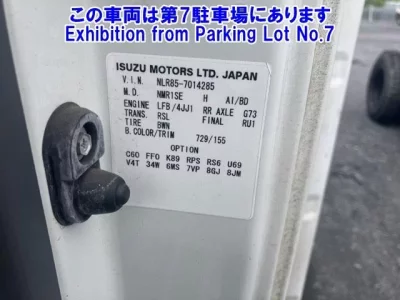 この車両は第7駐車場にあります
Exhibition from Parking Lot No.7
ISUZU MOTORS LTD. JAPAN
V.I.N. NLR85-7014285
M.D. NMR1SE H A1/BD
ENGINE LFB/4JJ1 RR AXLE G73
TRANS. RSL FINAL RU1
TIRE BWN
B.COLOR/TRIM 729/155
OPTION
C60 FF0 K89 RPS RS6 U69
V4T 34W 6MS 7VP 8GJ 8JM